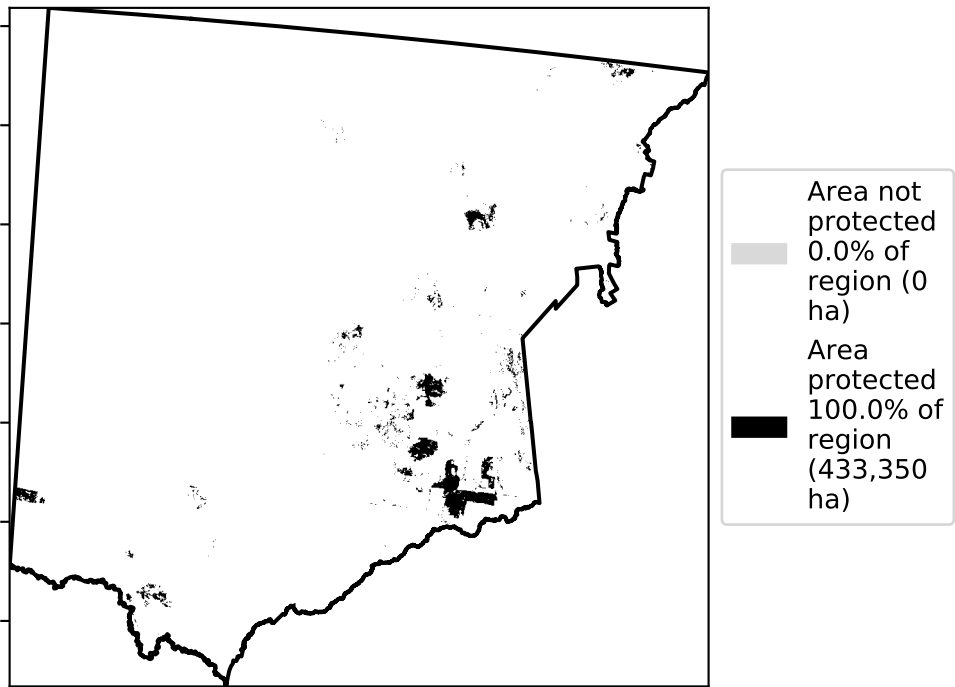 Area not
protected
0.0% of
region (0
ha)
Area
protected
100.0% of
region
(433,350
ha)